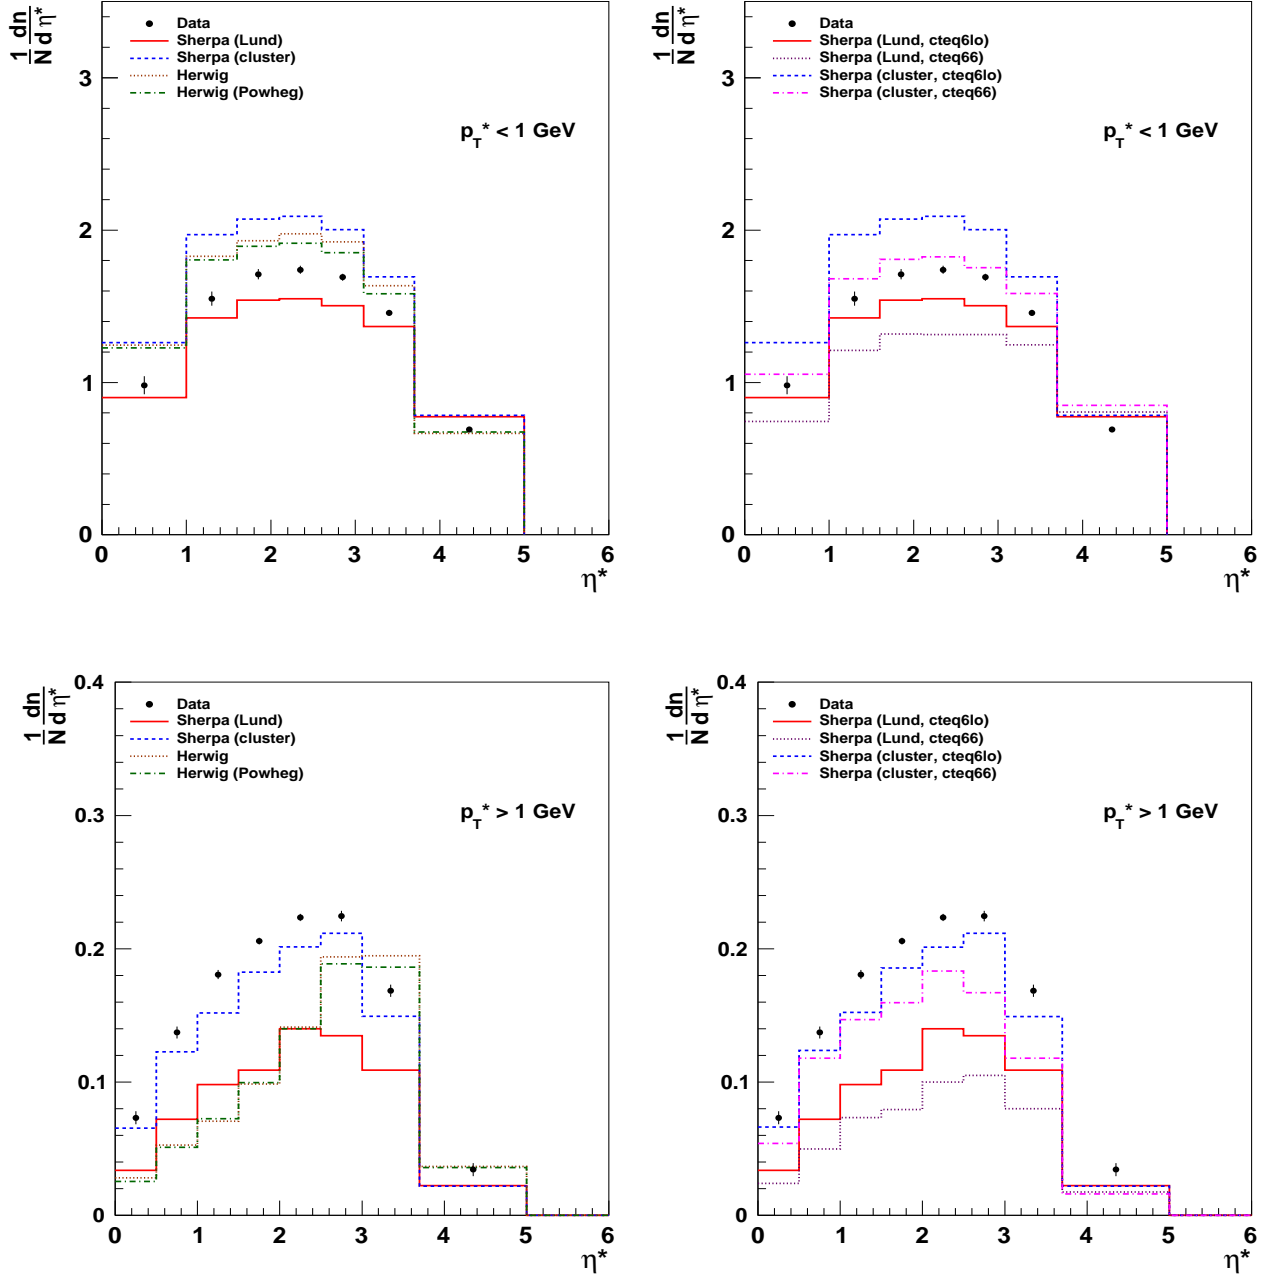 1 dn
N d η*
Data
Sherpa (Lund)
Sherpa (cluster)
Herwig
Herwig (Powheg)
p_T* < 1 GeV
3
2
1
0
0 1 2 3 4 5 6
η*
1 dn
N d η*
Data
Sherpa (Lund, cteq6lo)
Sherpa (Lund, cteq66)
Sherpa (cluster, cteq6lo)
Sherpa (cluster, cteq66)
p_T* < 1 GeV
3
2
1
0
0 1 2 3 4 5 6
η*
1 dn
N d η*
Data
Sherpa (Lund)
Sherpa (cluster)
Herwig
Herwig (Powheg)
p_T* > 1 GeV
0.4
0.3
0.2
0.1
0
0 1 2 3 4 5 6
η*
1 dn
N d η*
Data
Sherpa (Lund, cteq6lo)
Sherpa (Lund, cteq66)
Sherpa (cluster, cteq6lo)
Sherpa (cluster, cteq66)
p_T* > 1 GeV
0.4
0.3
0.2
0.1
0
0 1 2 3 4 5 6
η*